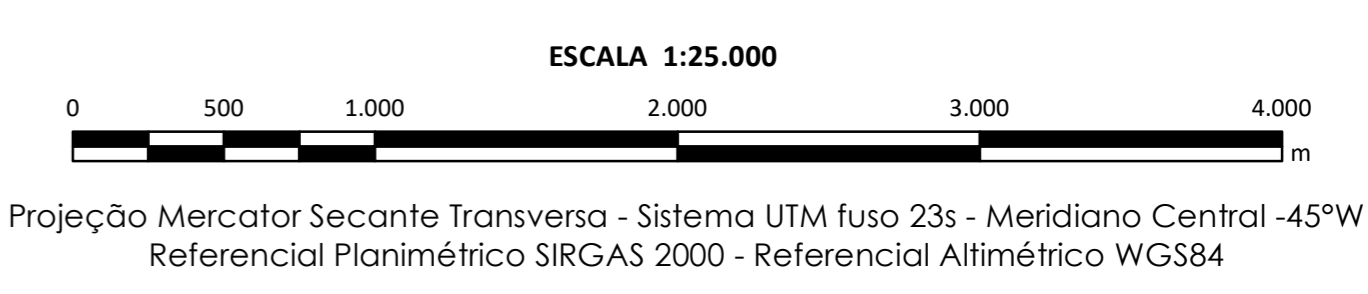 ESCALA 1:25.000
0 500 1.000 2.000 3.000 4.000
m
Projeção Mercator Secante Transversa - Sistema UTM fuso 23s - Meridiano Central -45°W
Referencial Planimétrico SIRGAS 2000 - Referencial Altimétrico WGS84